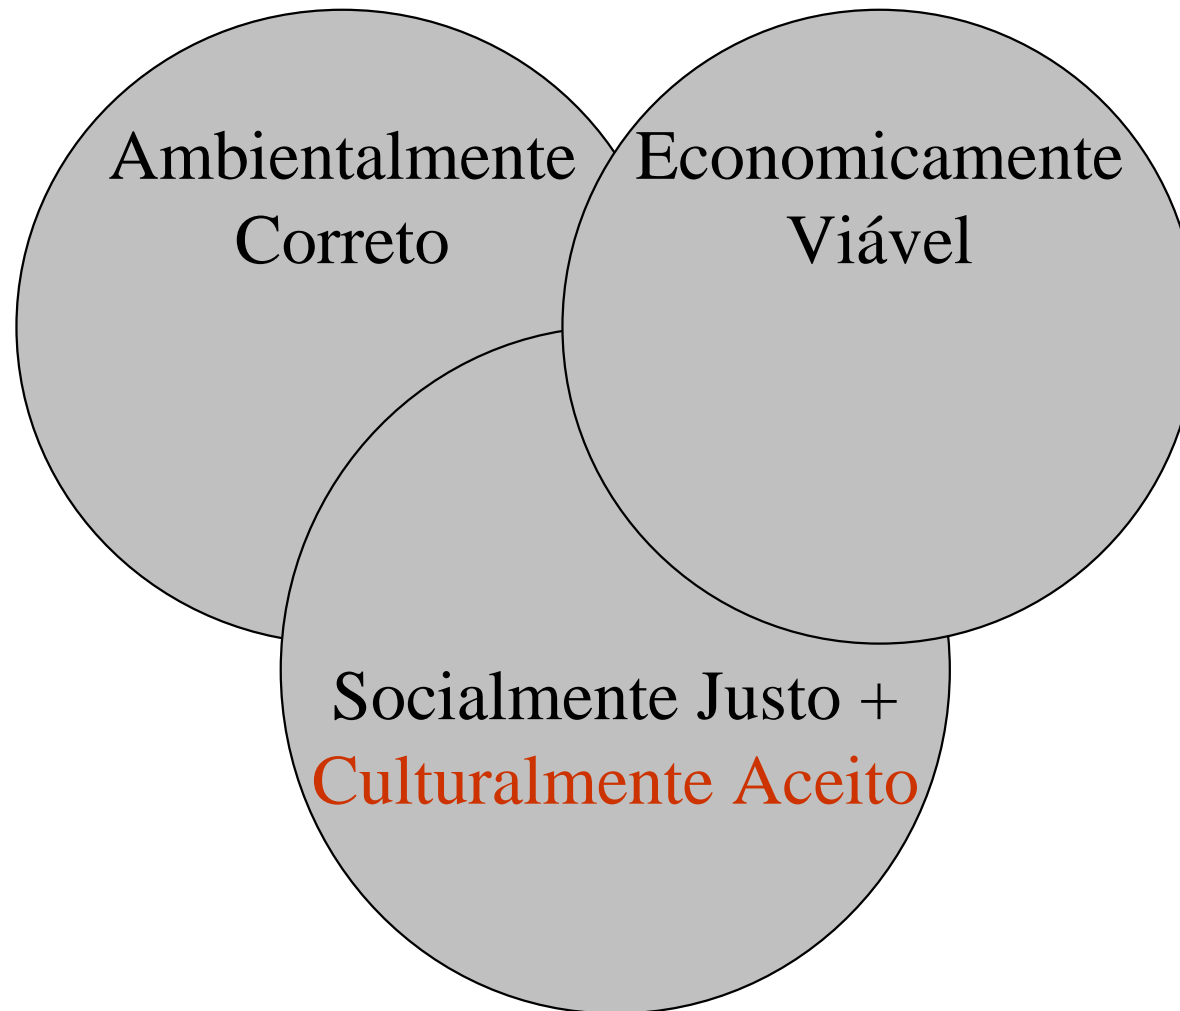 Ambientalmente
Correto
Economicamente
Viável
Socialmente Justo +
Culturalmente Aceito